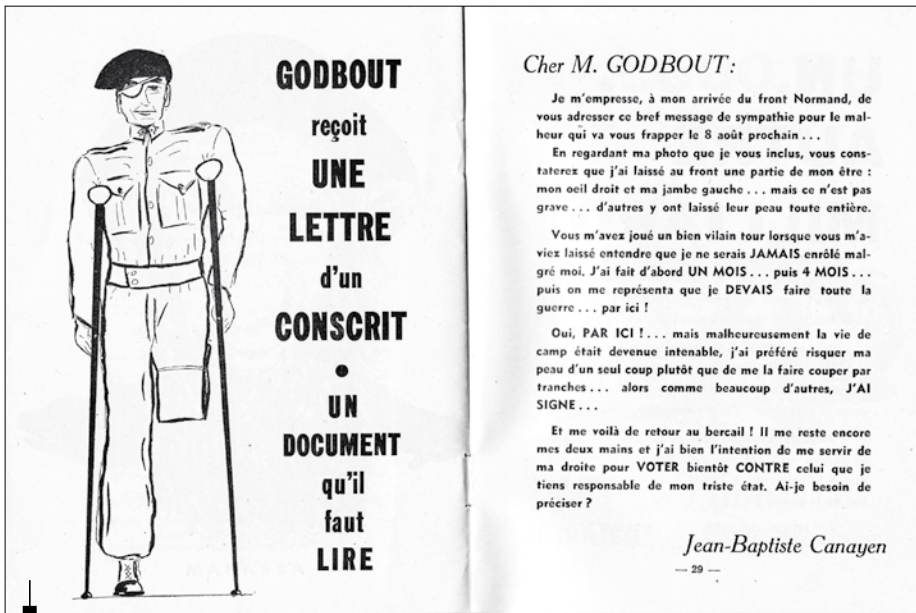 GODBOUT
reçoit
UNE
LETTRE
d'un
CONSCRIT
•
UN
DOCUMENT
qu'il
faut
LIRE
Cher M. GODBOUT:
Je m'empresse, à mon arrivée du front Normand, de
vous adresser ce bref message de sympathie pour le mal-
heur qui va vous frapper le 8 août prochain . . .
En regardant ma photo que je vous inclus, vous cons-
taterez que j'ai laissé au front une partie de mon être :
mon oeil droit et ma jambe gauche . . . mais ce n'est pas
grave . . . d'autres y ont laissé leur peau toute entière.
Vous m'avez joué un bien vilain tour lorsque vous m'a-
viez laissé entendre que je ne serais JAMAIS enrôlé mal-
gré moi. J'ai fait d'abord UN MOIS . . . puis 4 MOIS . . .
puis on me représenta que je DEVAIS faire toute la
guerre . . . par ici !
Oui, PAR ICI ! . . . mais malheureusement la vie de
camp était devenue intenable, j'ai préféré risquer ma
peau d'un seul coup plutôt que de me la faire couper par
tranches . . . alors comme beaucoup d'autres, J'AI
SIGNE . . .
Et me voilà de retour au bercail ! Il me reste encore
mes deux mains et j'ai bien l'intention de me servir de
ma droite pour VOTER bientôt CONTRE celui que je
tiens responsable de mon triste état. Ai-je besoin de
préciser ?
Jean-Baptiste Canayen
— 29 —